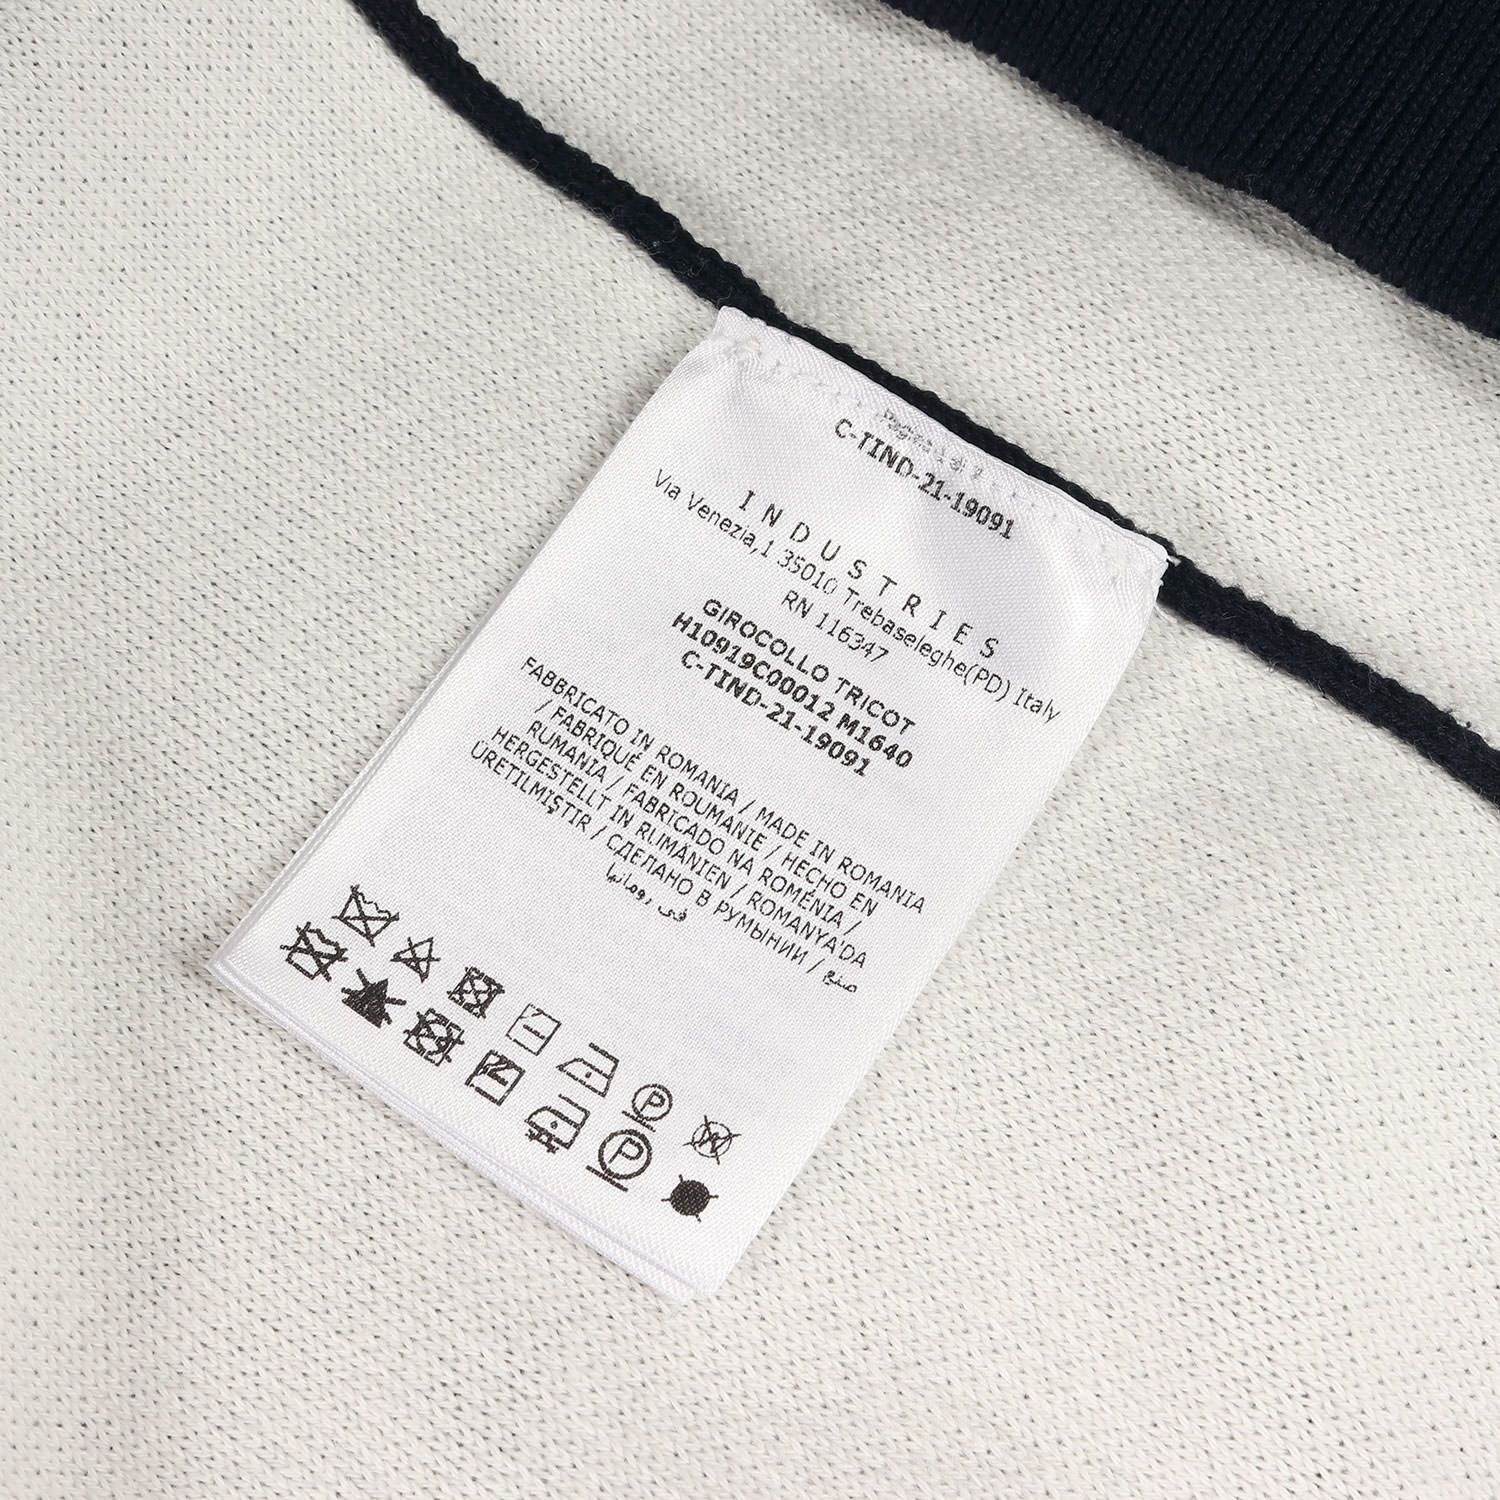 C-TIND-21-19091
INDUSTRIES
Via Venezia,1 35010 Trebaseleghe(PD) Italy
RN 116347
GIROCOLLO TRICOT
H10919C00012 M1640
C-TIND-21-19091
FABBRICATO IN ROMANIA / MADE IN ROMANIA
/ FABRIQUÉ EN ROUMANIE / HECHO EN
RUMANIA / FABRICADO NA ROMÉNIA /
HERGESTELLT IN RUMÄNIEN / ROMANYA'DA
ÜRETILMIŞTIR / СДЕЛАНО В РУМЫНИИ / صنع
في رومانيا
P
W
P